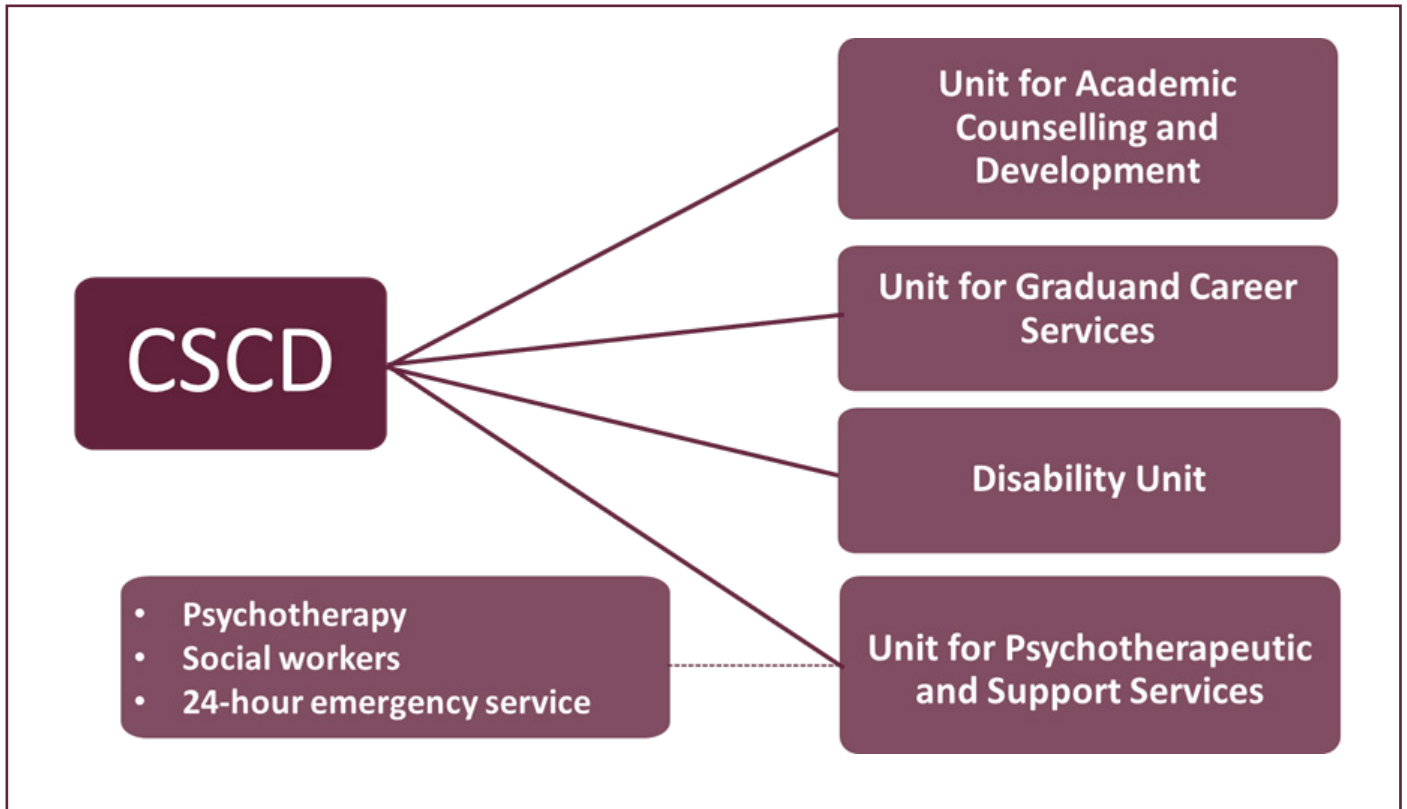 CSCD
Unit for Academic
Counselling and
Development
Unit for Graduand Career
Services
Disability Unit
Unit for Psychotherapeutic
and Support Services
• Psychotherapy
• Social workers
• 24-hour emergency service